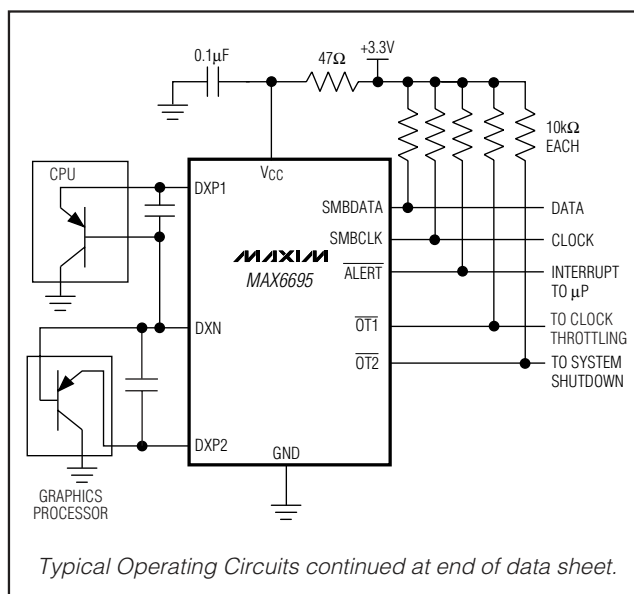 0.1µF
47Ω
+3.3V
10kΩ
EACH
CPU
VCC
DXP1
SMBDATA
DATA
SMBCLK
CLOCK
MAXIM
MAX6695
ALERT
INTERRUPT
TO µP
DXN
OT1
TO CLOCK
THROTTLING
OT2
TO SYSTEM
SHUTDOWN
DXP2
GND
GRAPHICS
PROCESSOR
Typical Operating Circuits continued at end of data sheet.